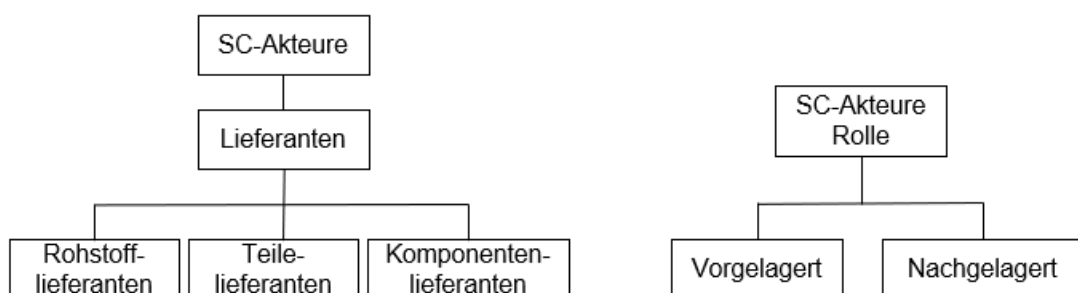 SC-Akteure
Lieferanten
Rohstoff-
lieferanten
Teile-
lieferanten
Komponenten-
lieferanten
SC-Akteure
Rolle
Vorgelagert
Nachgelagert